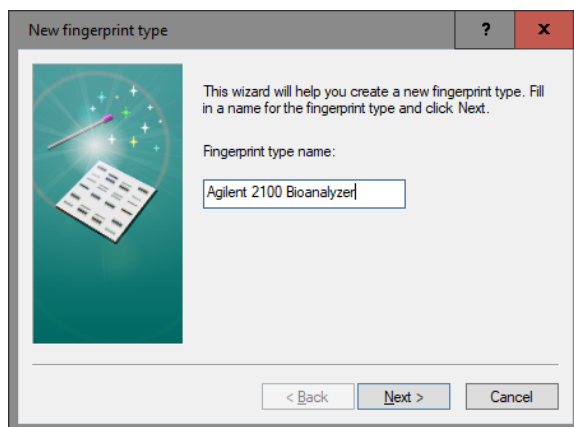 New fingerprint type
?
x
This wizard will help you create a new fingerprint type. Fill
in a name for the fingerprint type and click Next.
Fingerprint type name:
Agilent 2100 Bioanalyzer
< Back
Next >
Cancel